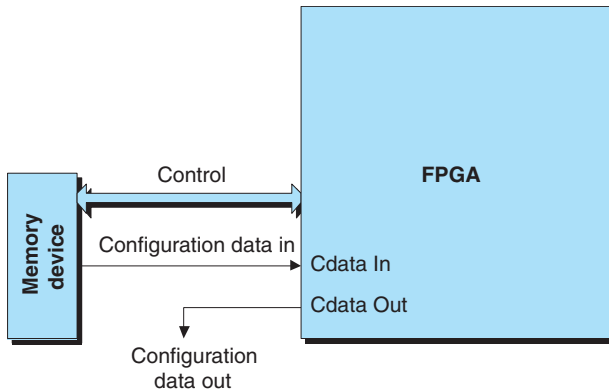 Control
FPGA
Memory
device
Configuration data in
Cdata In
Cdata Out
Configuration
data out